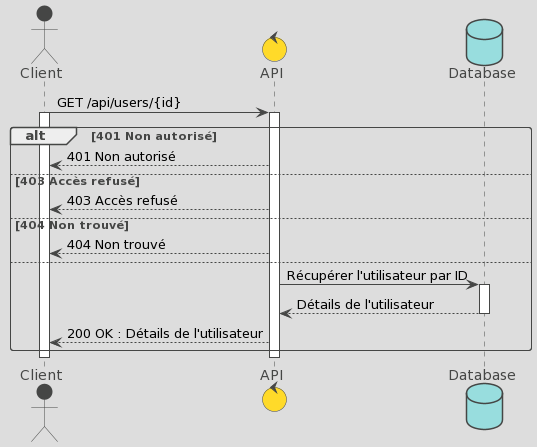 Client
API
Database
GET /api/users/{id}
alt
[401 Non autorisé]
401 Non autorisé
[403 Accès refusé]
403 Accès refusé
[404 Non trouvé]
404 Non trouvé
Récupérer l'utilisateur par ID
Détails de l'utilisateur
200 OK : Détails de l'utilisateur
Client
API
Database